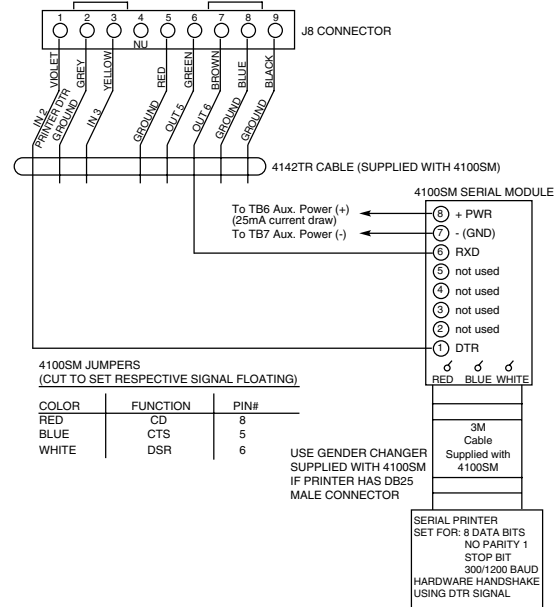 1 2 3 4 5 6 7 8 9
J8 CONNECTOR
NU
VIOLET
GREY
YELLOW
RED
GREEN
BROWN
BLUE
BLACK
IN 2
PRINTER DTR
GROUND
IN 3
GROUND
OUT 5
OUT 6
GROUND
GROUND
4142TR CABLE (SUPPLIED WITH 4100SM)
4100SM SERIAL MODULE
To TB6 Aux. Power (+)
(25mA current draw)
To TB7 Aux. Power (-)
8 + PWR
7 - (GND)
6 RXD
5 not used
4 not used
3 not used
2 not used
1 DTR
RED BLUE WHITE
4100SM JUMPERS
(CUT TO SET RESPECTIVE SIGNAL FLOATING)
COLOR FUNCTION PIN#
RED CD 8
BLUE CTS 5
WHITE DSR 6
3M
Cable
Supplied with
4100SM
USE GENDER CHANGER
SUPPLIED WITH 4100SM
IF PRINTER HAS DB25
MALE CONNECTOR
SERIAL PRINTER
SET FOR: 8 DATA BITS
NO PARITY 1
STOP BIT
300/1200 BAUD
HARDWARE HANDSHAKE
USING DTR SIGNAL